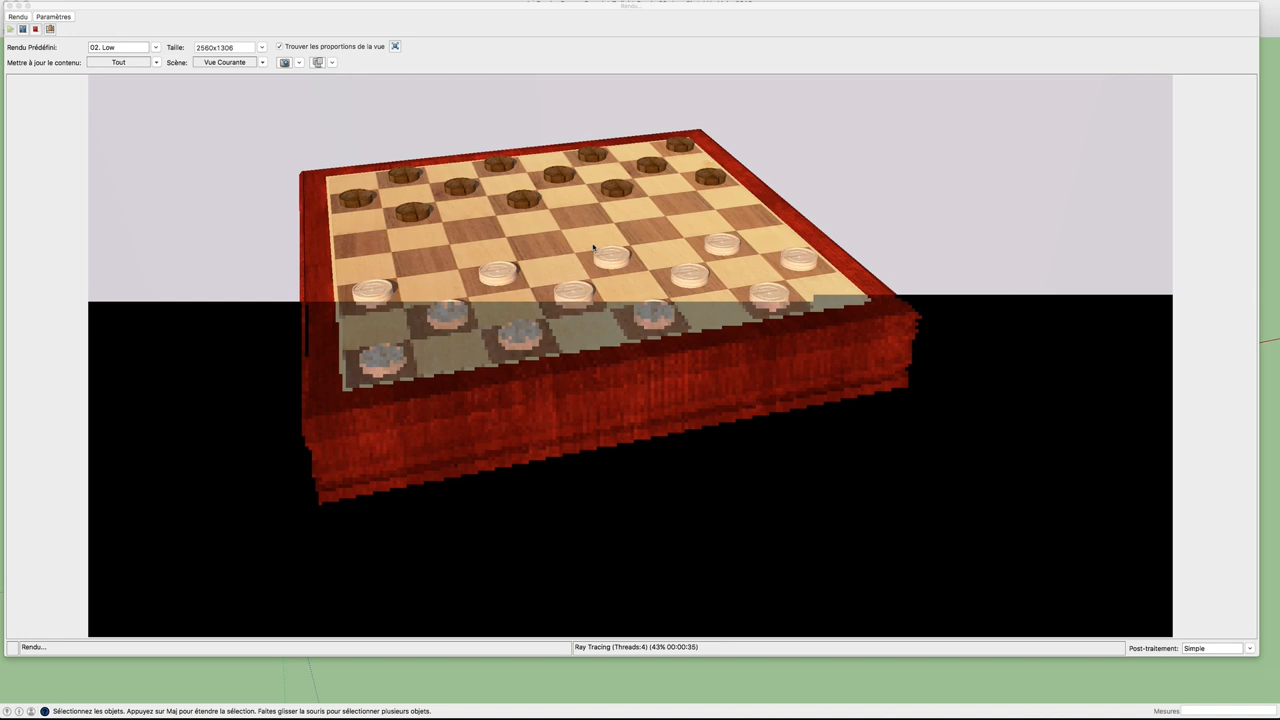 Rendu...
Rendu Paramètres
Rendu Prédéfini: 02. Low Taille: 2560x1306 Trouver les proportions de la vue
Mettre à jour le contenu: Tout Scène: Vue Courante
Rendu... Ray Tracing (Threads:4) (43% 00:00:35) Post-traitement: Simple
Sélectionnez les objets. Appuyez sur Maj pour étendre la sélection. Faites glisser la souris pour sélectionner plusieurs objets. Mesures